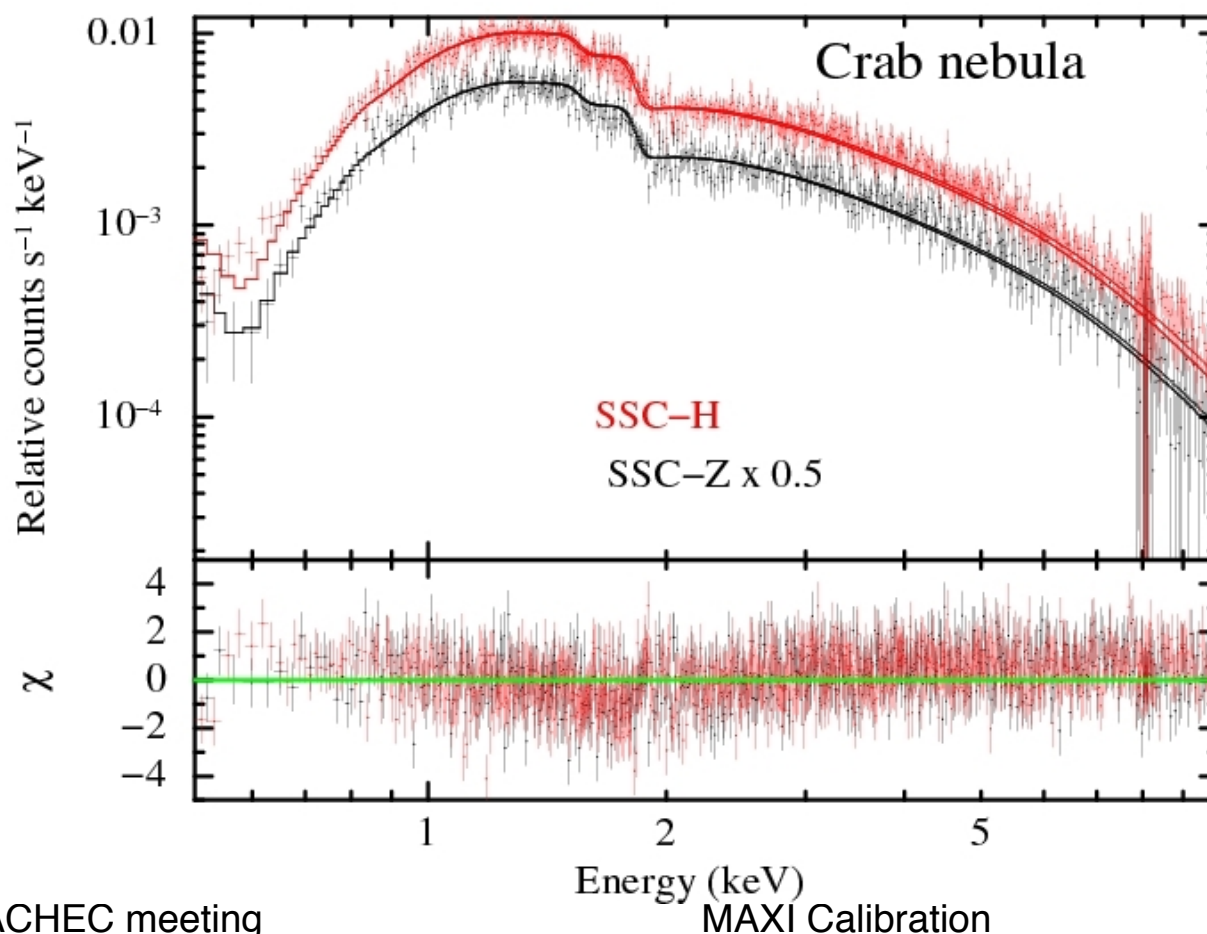 Crab nebula
0.01
10⁻³
10⁻⁴
Relative counts s⁻¹ keV⁻¹
SSC−H
SSC−Z x 0.5
4
2
0
−2
−4
χ
1
2
5
Energy (keV)
ACHEC meeting
MAXI Calibration